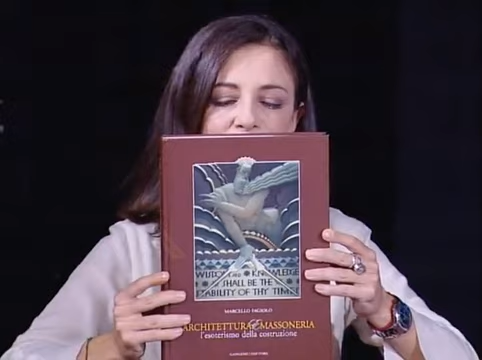 WISDOM AND KNOWLEDGE
SHALL BE THE
STABILITY OF THY TIMES
MARCELLO FAGIOLO
ARCHITETTURA & MASSONERIA
l'esoterismo della costruzione